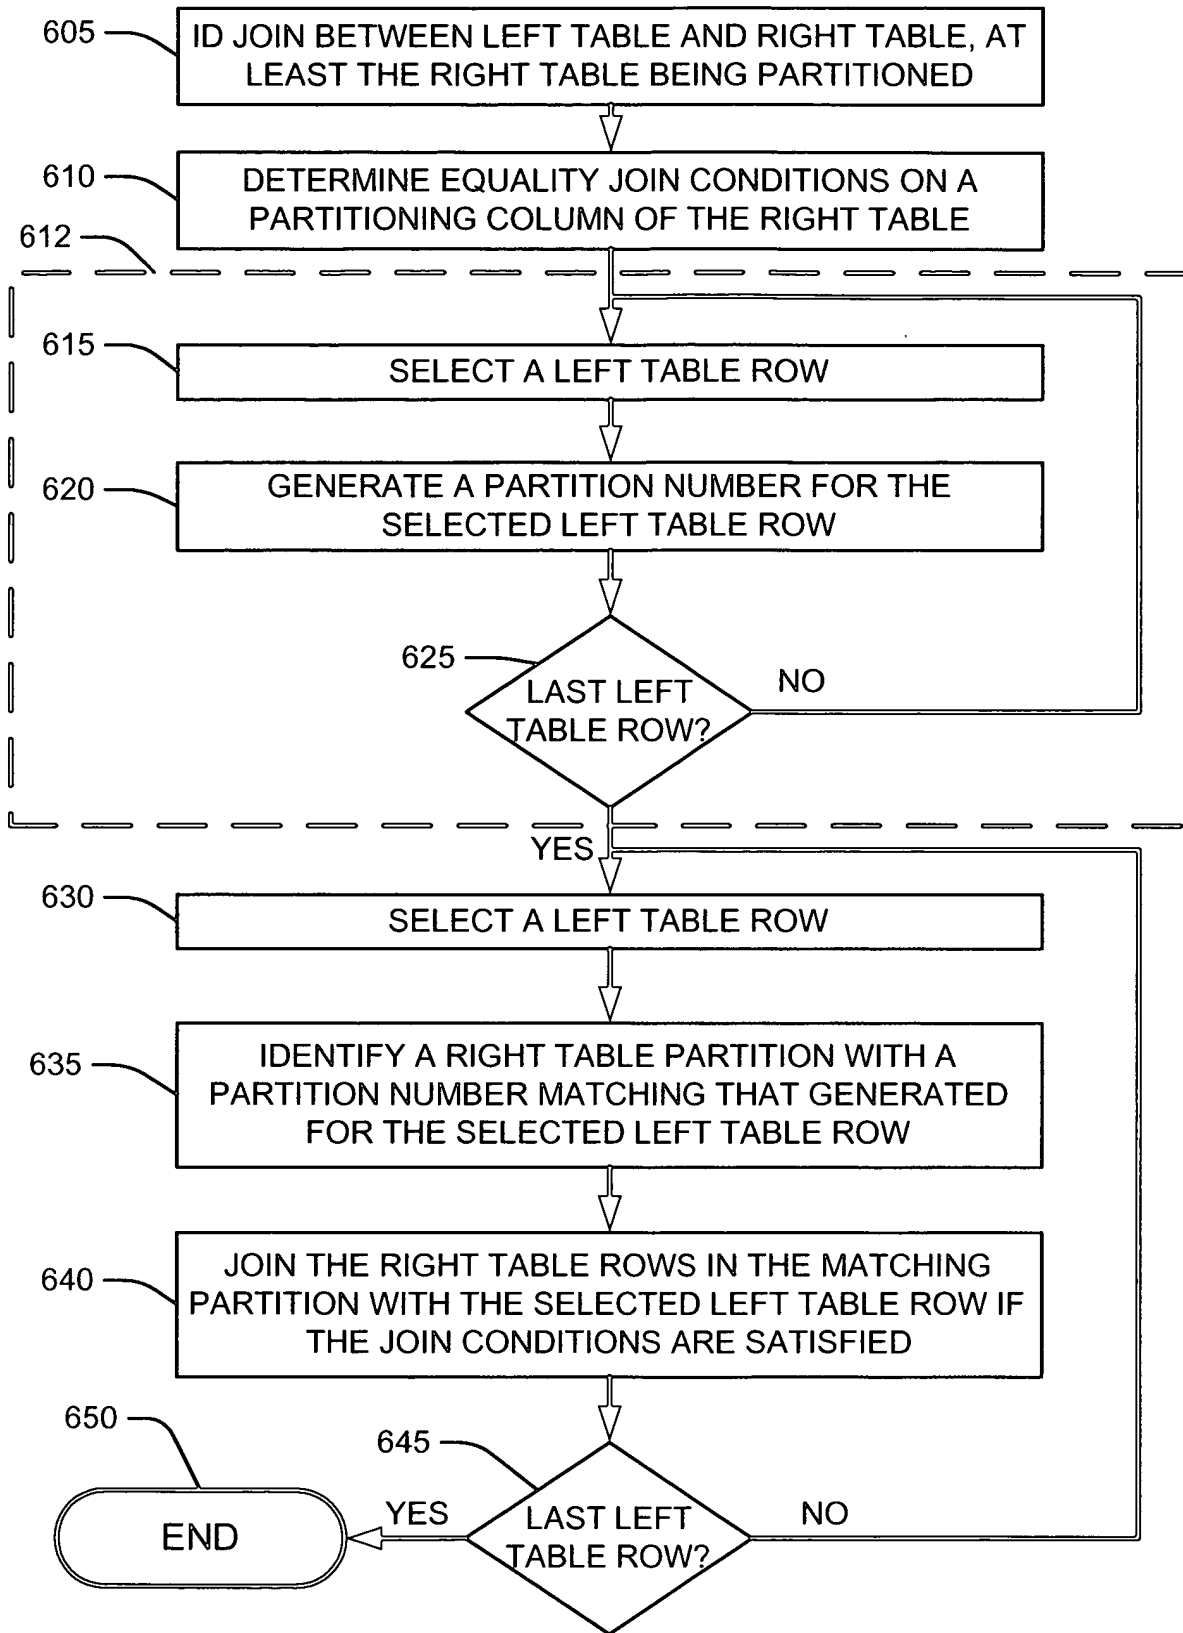 605
ID JOIN BETWEEN LEFT TABLE AND RIGHT TABLE, AT
LEAST THE RIGHT TABLE BEING PARTITIONED
610
DETERMINE EQUALITY JOIN CONDITIONS ON A
PARTITIONING COLUMN OF THE RIGHT TABLE
612
615
SELECT A LEFT TABLE ROW
620
GENERATE A PARTITION NUMBER FOR THE
SELECTED LEFT TABLE ROW
625
LAST LEFT
TABLE ROW?
NO
YES
630
SELECT A LEFT TABLE ROW
635
IDENTIFY A RIGHT TABLE PARTITION WITH A
PARTITION NUMBER MATCHING THAT GENERATED
FOR THE SELECTED LEFT TABLE ROW
640
JOIN THE RIGHT TABLE ROWS IN THE MATCHING
PARTITION WITH THE SELECTED LEFT TABLE ROW IF
THE JOIN CONDITIONS ARE SATISFIED
650
645
END
YES
LAST LEFT
TABLE ROW?
NO